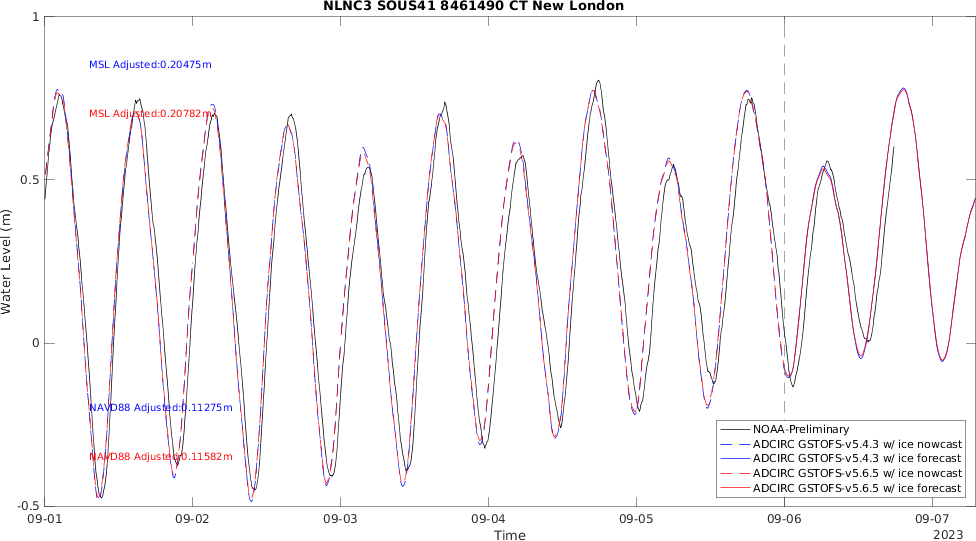 NLNC3 SOUS41 8461490 CT New London
1
MSL Adjusted:0.20475m
MSL Adjusted:0.20782m
0.5
Water Level (m)
0
NAVD88 Adjusted:0.11275m
NAVD88 Adjusted:0.11582m
NOAA-Preliminary
ADCIRC GSTOFS-v5.4.3 w/ ice nowcast
ADCIRC GSTOFS-v5.4.3 w/ ice forecast
ADCIRC GSTOFS-v5.6.5 w/ ice nowcast
ADCIRC GSTOFS-v5.6.5 w/ ice forecast
-0.5
09-01 09-02 09-03 09-04 09-05 09-06 09-07
Time
2023